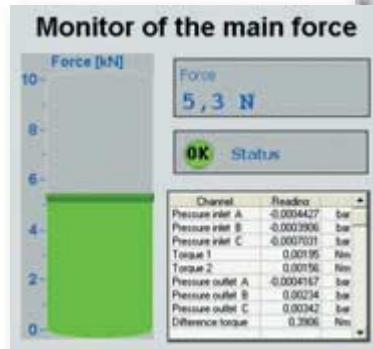 Monitor of the main force
Force [kN]
10
8
6
4
2
0
Force
5,3 N
OK Status
Channel Reading
Pressure inlet A -0,0004427 bar
Pressure inlet B -0,0003906 bar
Pressure inlet C -0,0007031 bar
Torque 1 0,00195 Nm
Torque 2 0,00156 Nm
Pressure outlet A -0,0004167 bar
Pressure outlet B 0,00234 bar
Pressure outlet C 0,00342 bar
Difference torque 0,3906 Nm